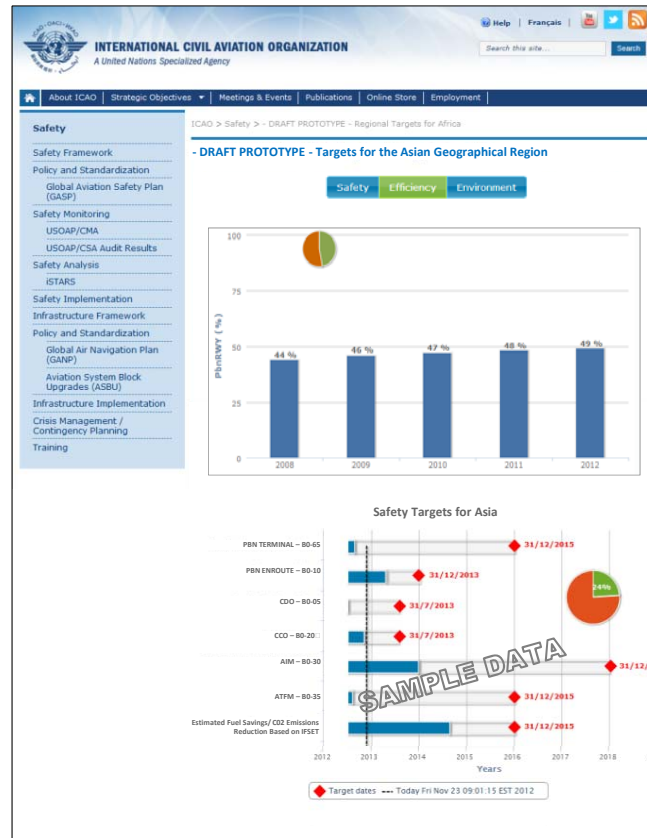 Help | Français |
You Tube
INTERNATIONAL CIVIL AVIATION ORGANIZATION
A United Nations Specialized Agency
Search this site...
Search
About ICAO | Strategic Objectives | Meetings & Events | Publications | Online Store | Employment |
Safety
Safety Framework
Policy and Standardization
Global Aviation Safety Plan
(GASP)
Safety Monitoring
USOAP/CMA
USOAP/CSA Audit Results
Safety Analysis
iSTARS
Safety Implementation
Infrastructure Framework
Policy and Standardization
Global Air Navigation Plan
(GANP)
Aviation System Block
Upgrades (ASBU)
Infrastructure Implementation
Crisis Management /
Contingency Planning
Training
ICAO > Safety > - DRAFT PROTOTYPE - Regional Targets for Africa
- DRAFT PROTOTYPE - Targets for the Asian Geographical Region
Safety Efficiency Environment
PbnRWY (%)
100
75
50
25
0
44 %
46 %
47 %
48 %
49 %
2008 2009 2010 2011 2012
Safety Targets for Asia
PBN TERMINAL – B0-65
31/12/2015
PBN ENROUTE – B0-10
31/12/2013
CDO – B0-05
31/7/2013
CCO – B0-20
31/7/2013
AIM – B0-30
31/12/
ATFM – B0-35
31/12/2015
Estimated Fuel Savings/ C02 Emissions
Reduction Based on IFSET
31/12/2015
24%
SAMPLE DATA
2012 2013 2014 2015 2016 2017 2018
Years
Target dates --- Today Fri Nov 23 09:01:15 EST 2012